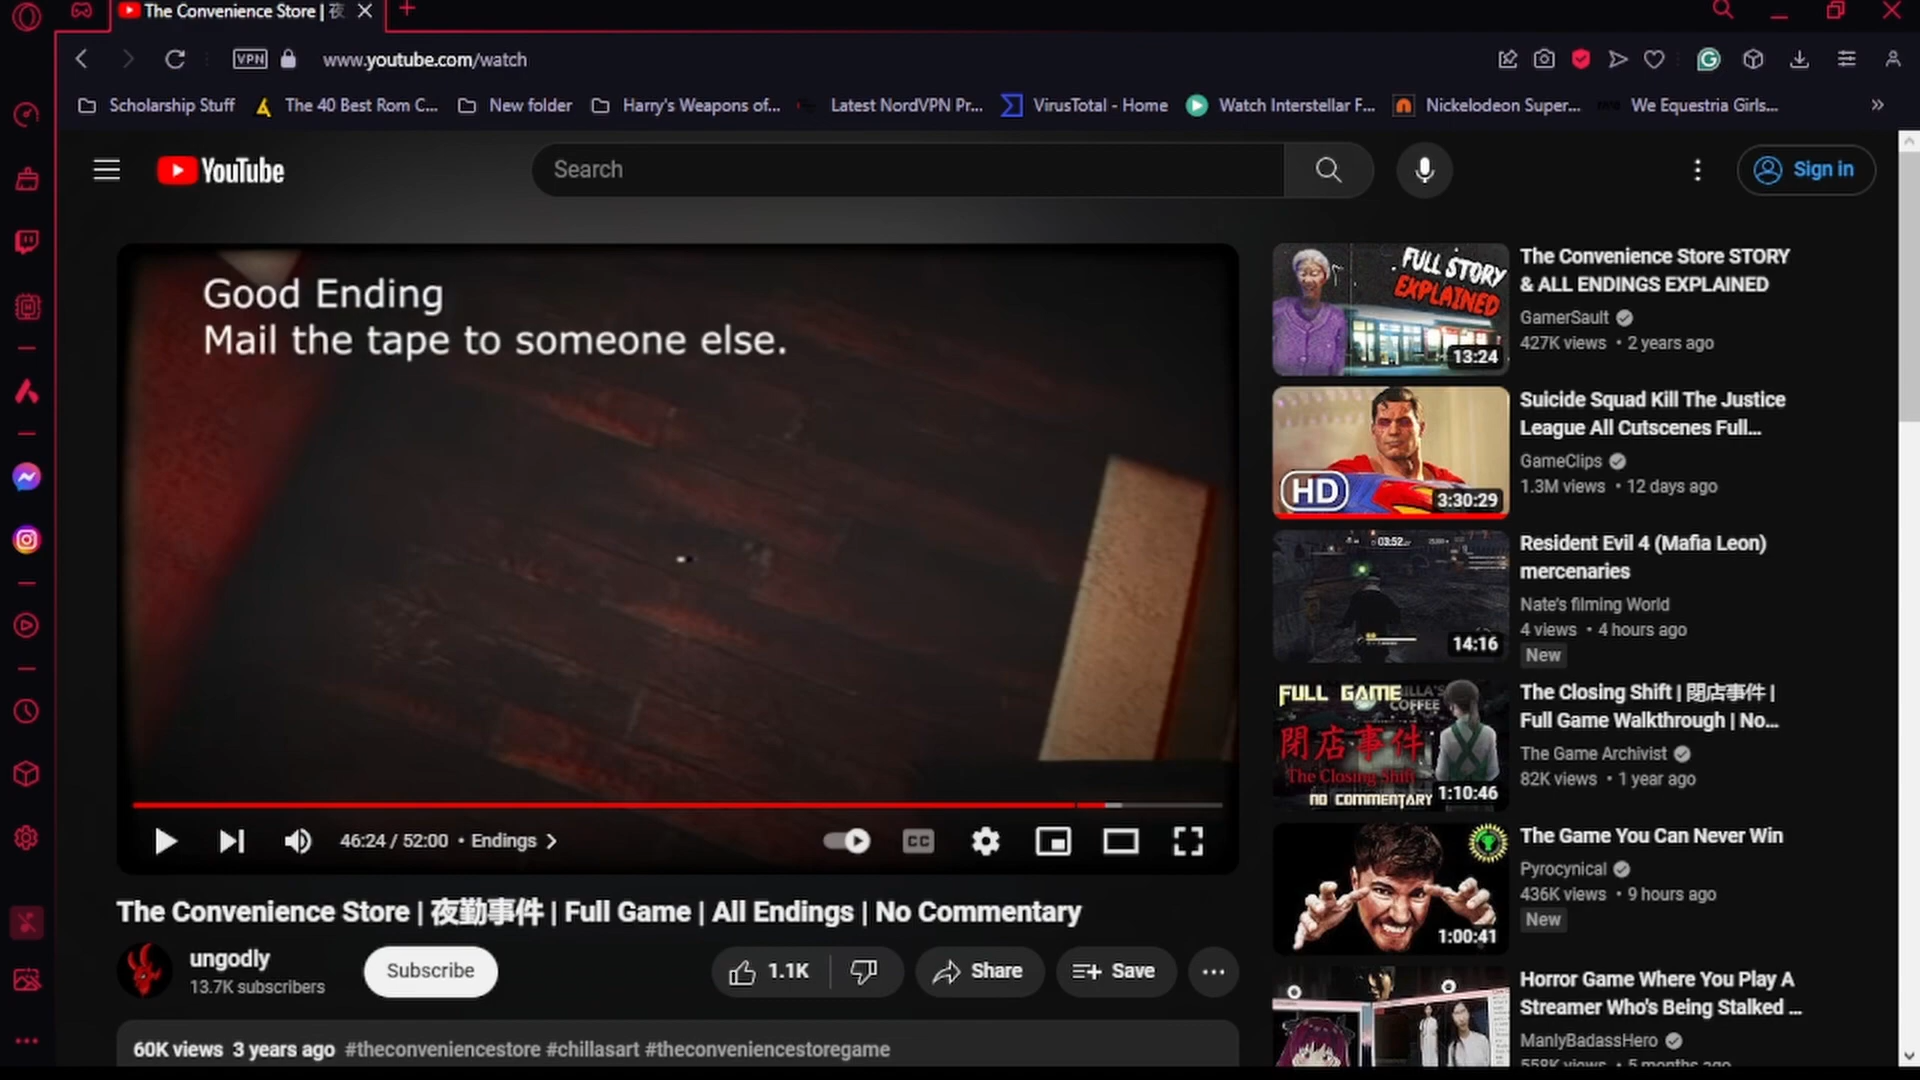 The Convenience Store | 夜
VPN
www.youtube.com/watch
Scholarship Stuff
The 40 Best Rom C...
New folder
Harry's Weapons of...
Latest NordVPN Pr...
VirusTotal - Home
Watch Interstellar F...
Nickelodeon Super...
We Equestria Girls...
YouTube
Search
Sign in
Good Ending
Mail the tape to someone else.
46:24 / 52:00 • Endings
CC
The Convenience Store | 夜勤事件 | Full Game | All Endings | No Commentary
ungodly
13.7K subscribers
Subscribe
1.1K
Share
Save
60K views 3 years ago #theconveniencestore #chillasart #theconveniencestoregame
FULL STORY
EXPLAINED
13:24
The Convenience Store STORY
& ALL ENDINGS EXPLAINED
GamerSault
427K views • 2 years ago
HD
3:30:29
Suicide Squad Kill The Justice
League All Cutscenes Full...
GameClips
1.3M views • 12 days ago
03:52
14:16
Resident Evil 4 (Mafia Leon)
mercenaries
Nate's filming World
4 views • 4 hours ago
New
FULL GAME
COFFEE
閉店事件
The Closing Shift
NO COMMENTARY
1:10:46
The Closing Shift | 閉店事件 |
Full Game Walkthrough | No...
The Game Archivist
82K views • 1 year ago
1:00:41
The Game You Can Never Win
Pyrocynical
436K views • 9 hours ago
New
Horror Game Where You Play A
Streamer Who's Being Stalked ...
ManlyBadassHero
558K views • 5 months ago